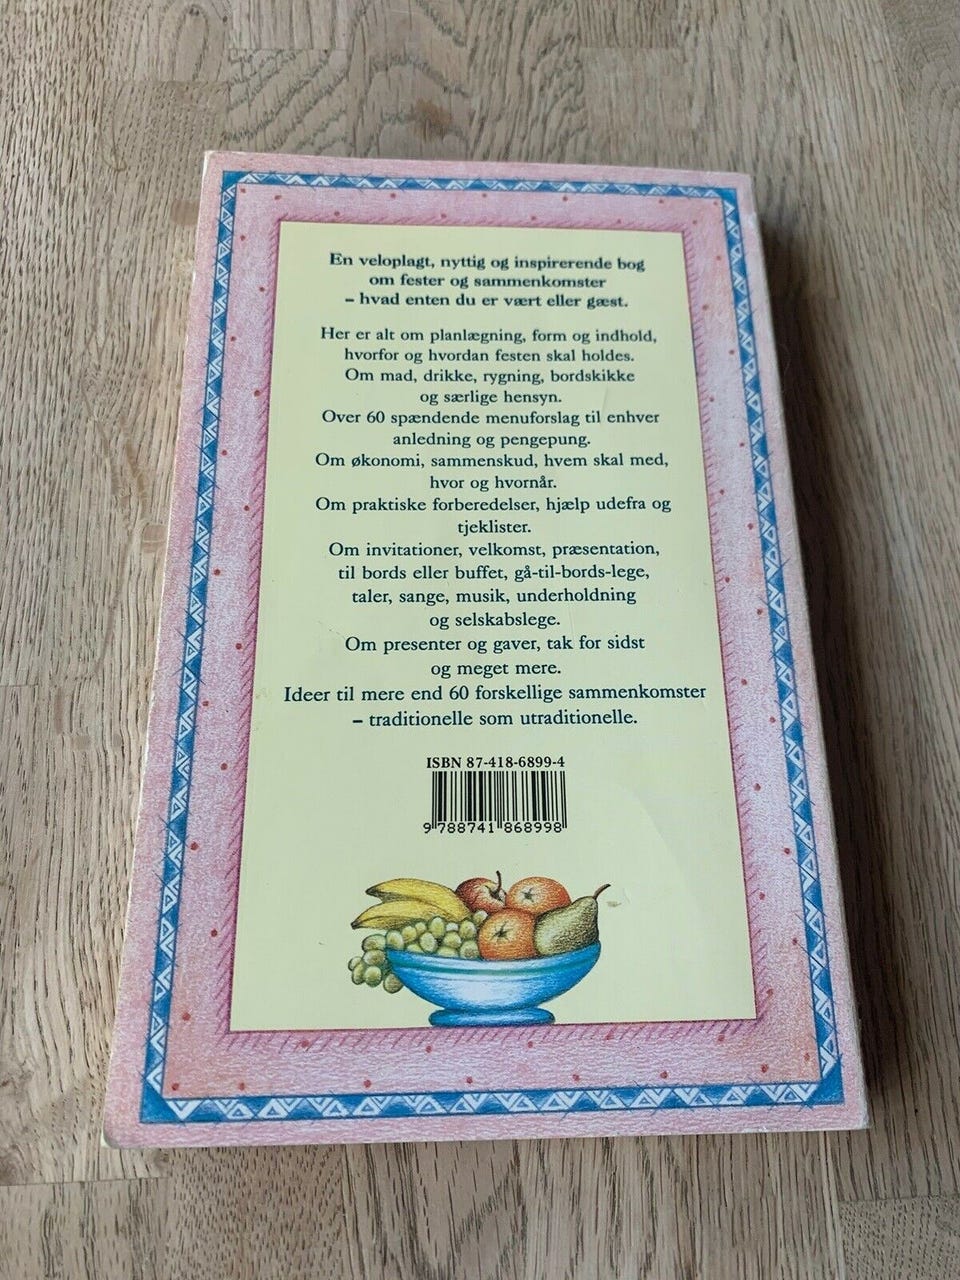 En veloplagt, nyttig og inspirerende bog
om fester og sammenkomster
– hvad enten du er vært eller gæst.
Her er alt om planlægning, form og indhold,
hvorfor og hvordan festen skal holdes.
Om mad, drikke, rygning, bordskikke
og særlige hensyn.
Over 60 spændende menuforslag til enhver
anledning og pengepung.
Om økonomi, sammenskud, hvem skal med,
hvor og hvornår.
Om praktiske forberedelser, hjælp udefra og
tjeklister.
Om invitationer, velkomst, præsentation,
til bords eller buffet, gå-til-bords-lege,
taler, sange, musik, underholdning
og selskabslege.
Om presenter og gaver, tak for sidst
og meget mere.
Ideer til mere end 60 forskellige sammenkomster
– traditionelle som utraditionelle.
ISBN 87-418-6899-4
9 788741 868998